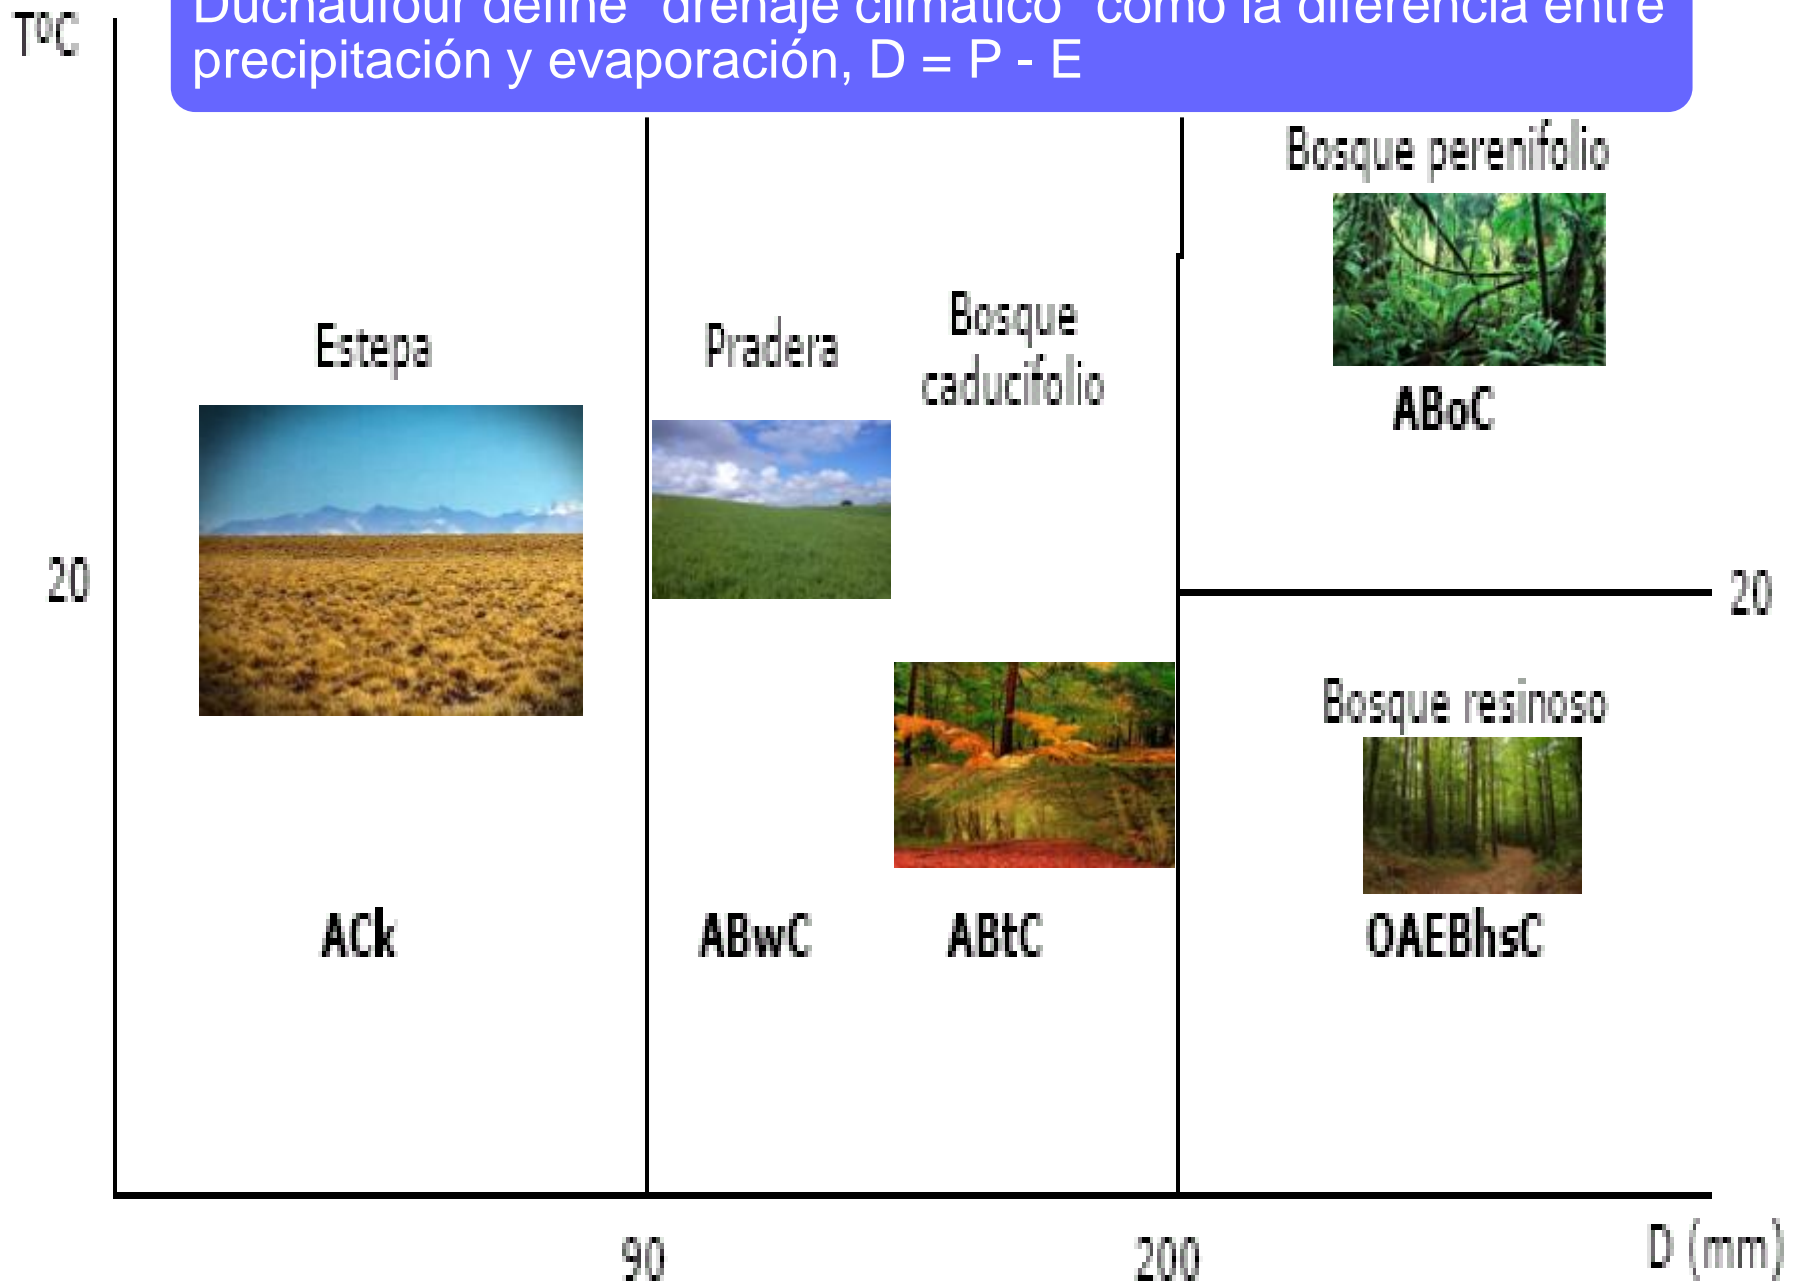 TºC
Duchaufour define "drenaje climático" como la diferencia entre
precipitación y evaporación, D = P - E
Bosque perenifolio
ABoC
Estepa
Pradera
Bosque
caducifolio
20
20
Bosque resinoso
ACk
ABwC
ABtC
OAEBhsC
90
200
D (mm)